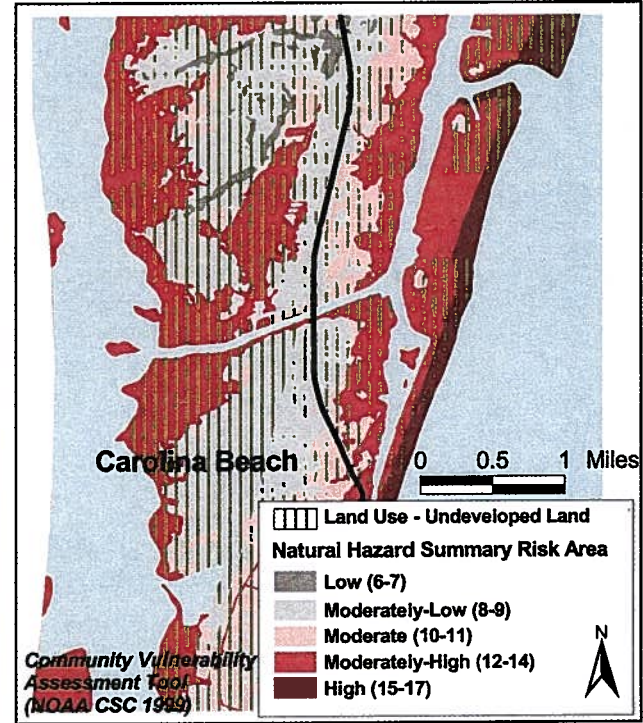 Carolina Beach
0 0.5 1 Miles
Land Use - Undeveloped Land
Natural Hazard Summary Risk Area
Low (6-7)
Moderately-Low (8-9)
Moderate (10-11)
Moderately-High (12-14)
High (15-17)
N
Community Vulnerability
Assessment Tool
(NOAA CSC 1999)